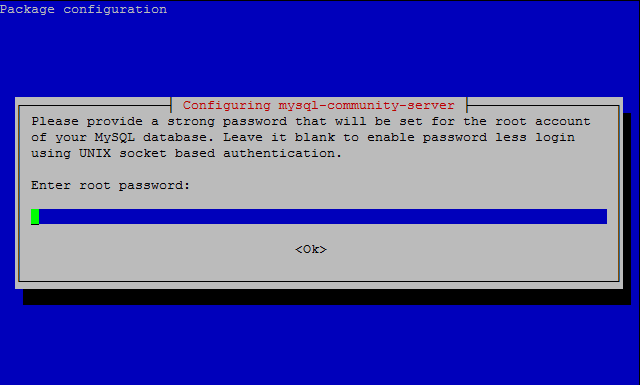 Package configuration
Configuring mysql-community-server
Please provide a strong password that will be set for the root account
of your MySQL database. Leave it blank to enable password less login
using UNIX socket based authentication.
Enter root password:
<Ok>